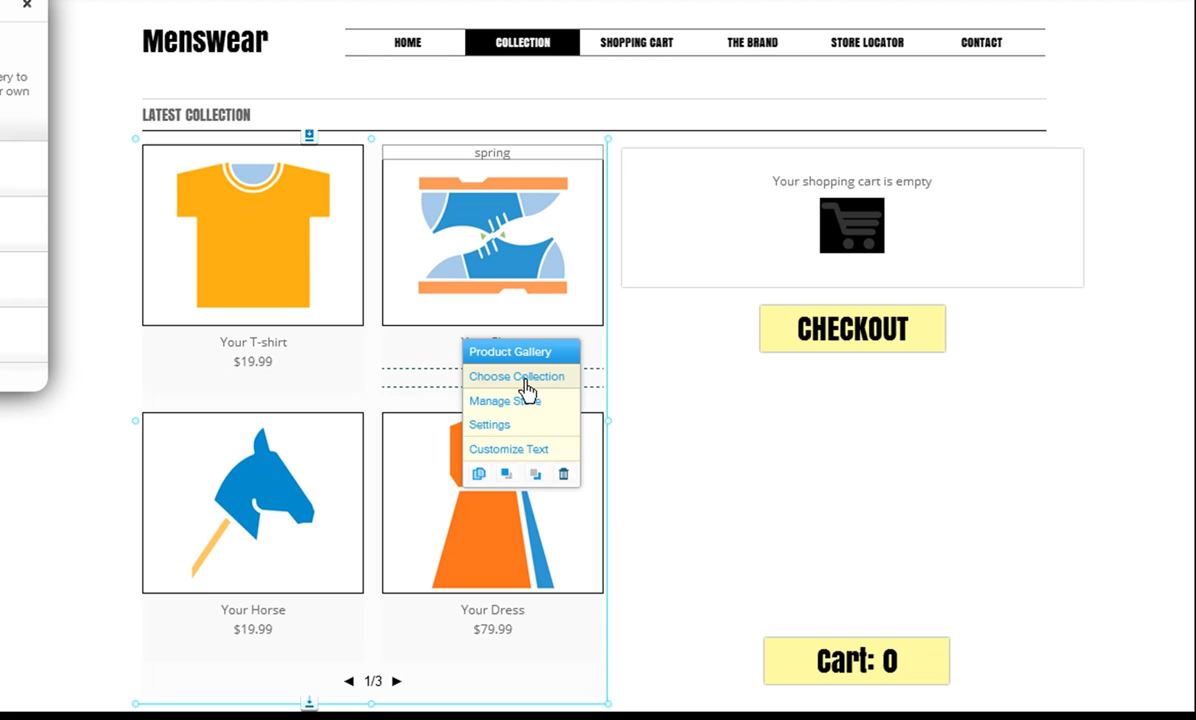 ery to
r own
Menswear
HOME
COLLECTION
SHOPPING CART
THE BRAND
STORE LOCATOR
CONTACT
LATEST COLLECTION
spring
Your T-shirt
$19.99
Product Gallery
Choose Collection
Manage
Settings
Customize Text
Your Horse
$19.99
Your Dress
$79.99
1/3
Your shopping cart is empty
CHECKOUT
Cart: 0